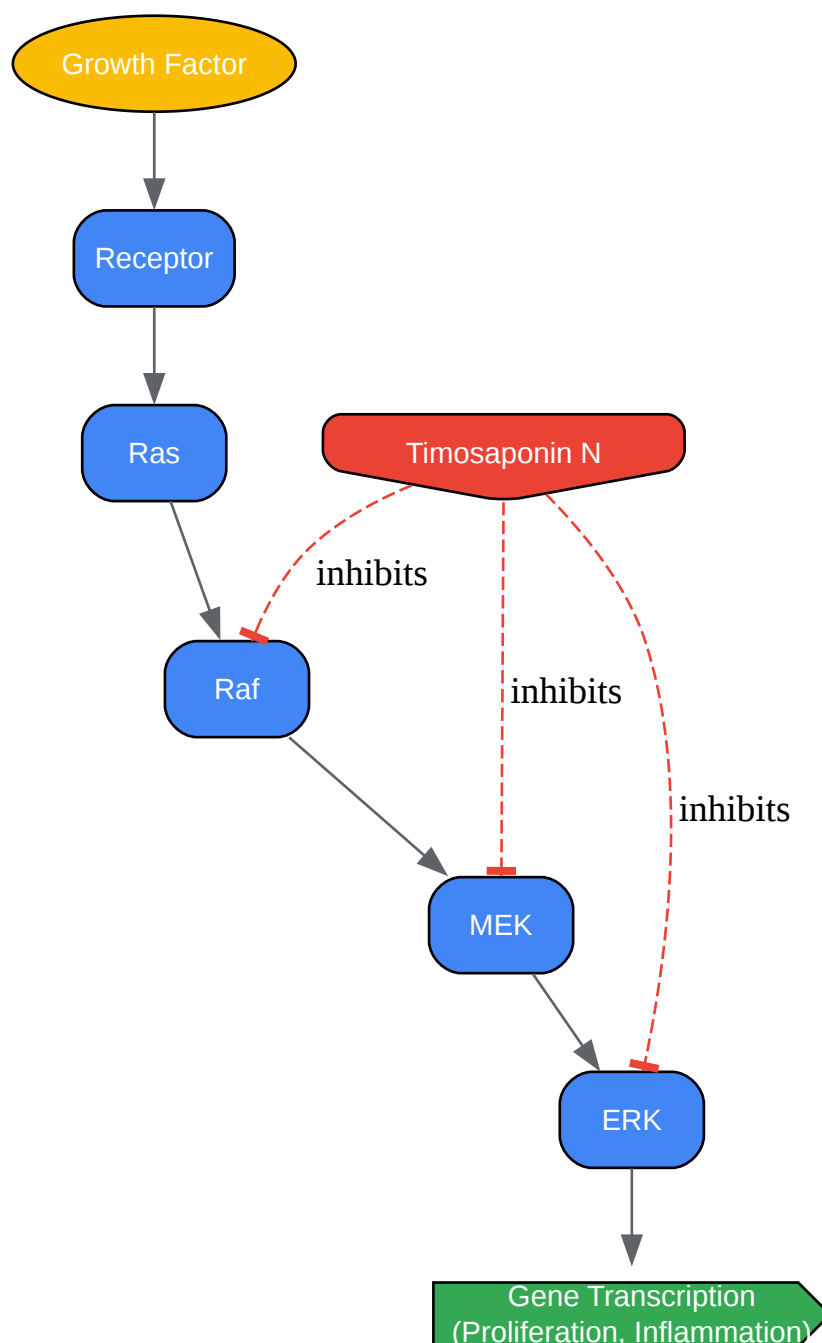 Growth Factor
Receptor
Ras
Timosaponin N
inhibits
Raf
inhibits
inhibits
MEK
ERK
Gene Transcription
(Proliferation, Inflammation)